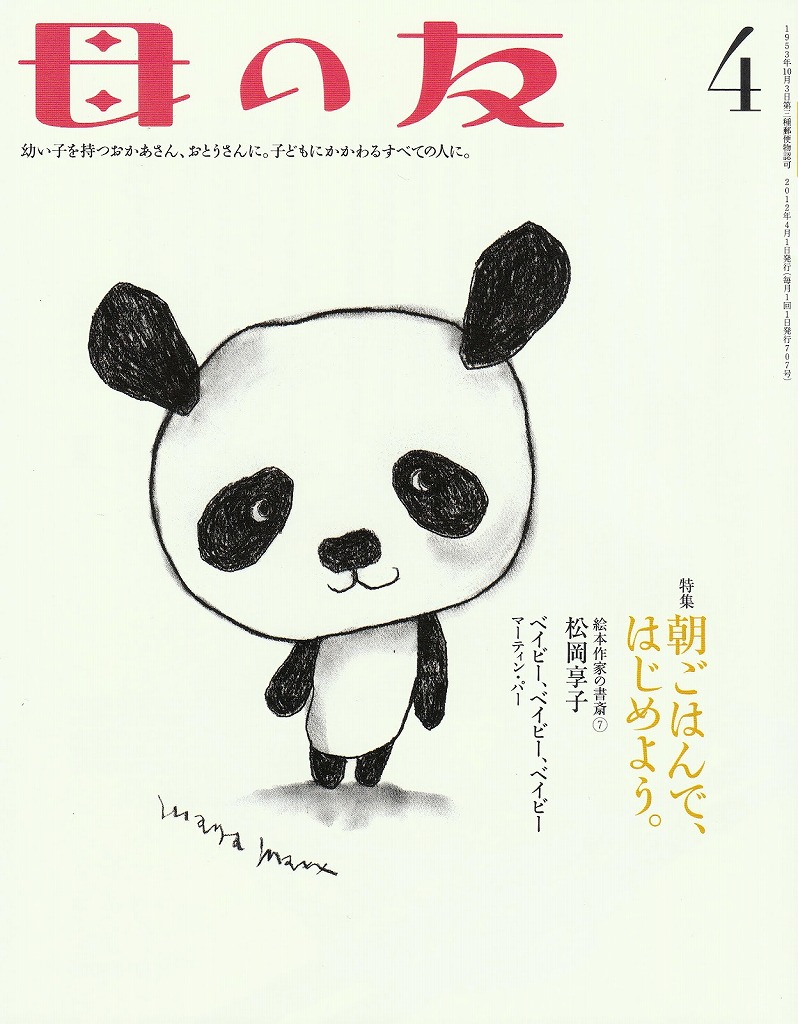 母の友
4
幼い子を持つおかあさん、おとうさんに。子どもにかかわるすべての人に。
1953年10月3日第三種郵便物認可 2012年4月1日発行(毎月1回1日発行707号)
特集
朝ごはんで、
はじめよう。
絵本作家の書斎⑦
松岡享子
ベイビー、ベイビー、ベイビー
マーティン・パー
maya maxx